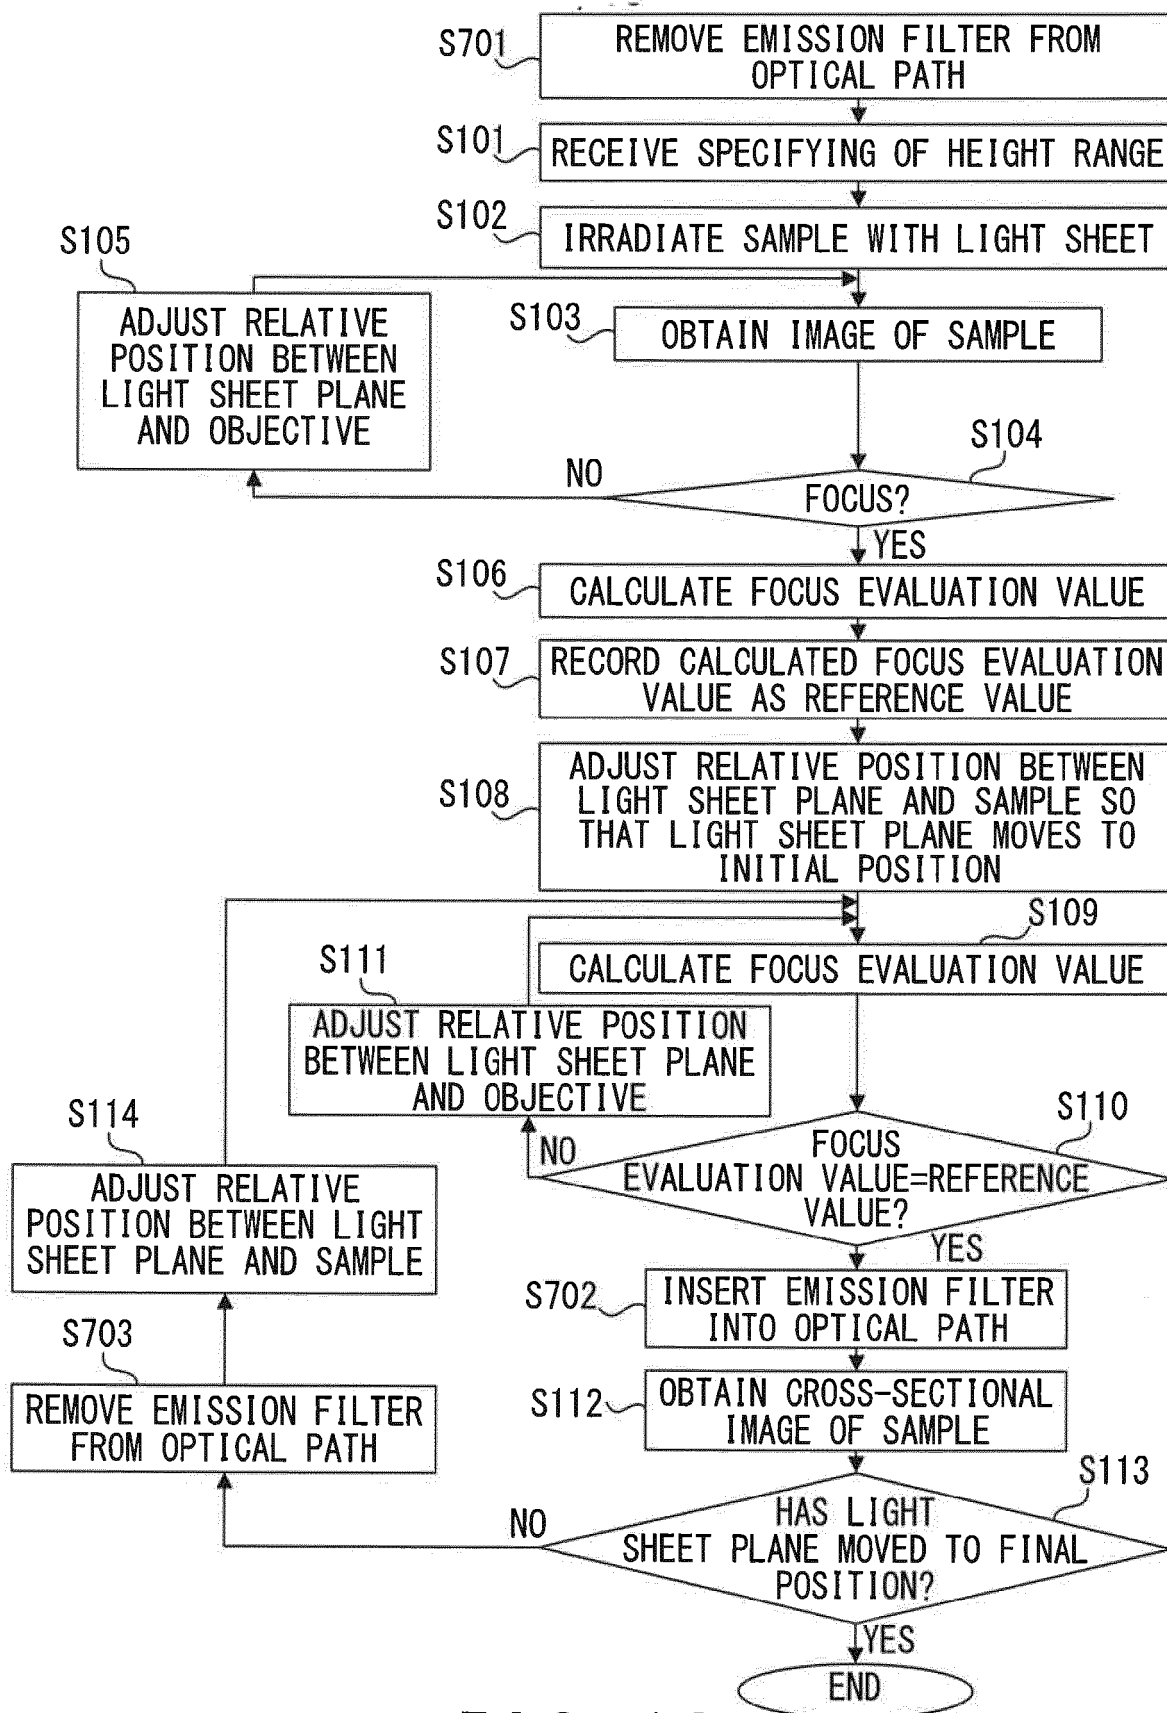 S701
REMOVE EMISSION FILTER FROM
OPTICAL PATH
S101
RECEIVE SPECIFYING OF HEIGHT RANGE
S102
IRRADIATE SAMPLE WITH LIGHT SHEET
S105
ADJUST RELATIVE
POSITION BETWEEN
LIGHT SHEET PLANE
AND OBJECTIVE
S103
OBTAIN IMAGE OF SAMPLE
S104
NO
FOCUS?
YES
S106
CALCULATE FOCUS EVALUATION VALUE
S107
RECORD CALCULATED FOCUS EVALUATION
VALUE AS REFERENCE VALUE
S108
ADJUST RELATIVE POSITION BETWEEN
LIGHT SHEET PLANE AND SAMPLE SO
THAT LIGHT SHEET PLANE MOVES TO
INITIAL POSITION
S109
CALCULATE FOCUS EVALUATION VALUE
S111
ADJUST RELATIVE POSITION
BETWEEN LIGHT SHEET PLANE
AND OBJECTIVE
S110
NO
FOCUS
EVALUATION VALUE=REFERENCE
VALUE?
YES
S114
ADJUST RELATIVE
POSITION BETWEEN LIGHT
SHEET PLANE AND SAMPLE
S702
INSERT EMISSION FILTER
INTO OPTICAL PATH
S703
REMOVE EMISSION FILTER
FROM OPTICAL PATH
S112
OBTAIN CROSS-SECTIONAL
IMAGE OF SAMPLE
S113
NO
HAS LIGHT
SHEET PLANE MOVED TO FINAL
POSITION?
YES
END